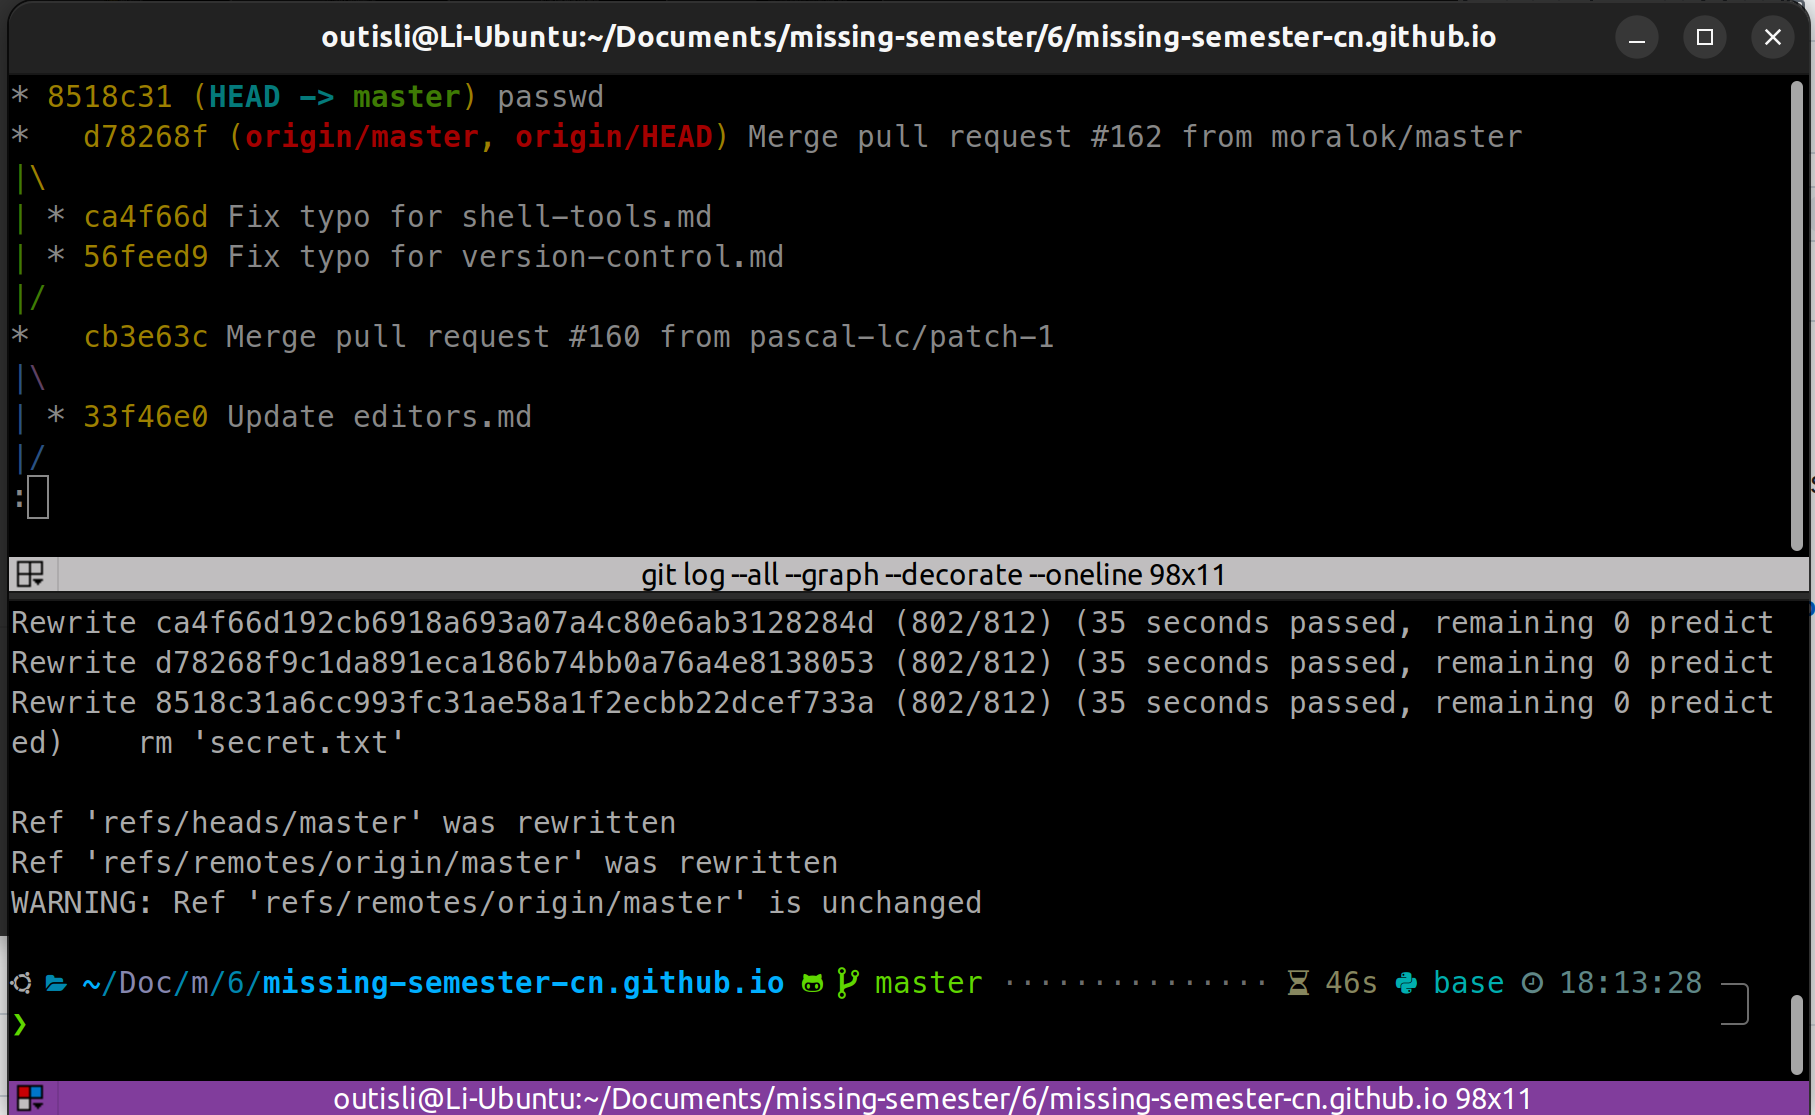 outisli@Li-Ubuntu:~/Documents/missing-semester/6/missing-semester-cn.github.io
* 8518c31 (HEAD -> master) passwd
*   d78268f (origin/master, origin/HEAD) Merge pull request #162 from moralok/master
|\
| * ca4f66d Fix typo for shell-tools.md
| * 56feed9 Fix typo for version-control.md
|/
*   cb3e63c Merge pull request #160 from pascal-lc/patch-1
|\
| * 33f46e0 Update editors.md
|/
:
git log --all --graph --decorate --oneline 98x11
Rewrite ca4f66d192cb6918a693a07a4c80e6ab3128284d (802/812) (35 seconds passed, remaining 0 predict
Rewrite d78268f9c1da891eca186b74bb0a76a4e8138053 (802/812) (35 seconds passed, remaining 0 predict
Rewrite 8518c31a6cc993fc31ae58a1f2ecbb22dcef733a (802/812) (35 seconds passed, remaining 0 predict
ed)    rm 'secret.txt'
Ref 'refs/heads/master' was rewritten
Ref 'refs/remotes/origin/master' was rewritten
WARNING: Ref 'refs/remotes/origin/master' is unchanged
~/Doc/m/6/missing-semester-cn.github.io master ··············· 46s base 18:13:28
❯
outisli@Li-Ubuntu:~/Documents/missing-semester/6/missing-semester-cn.github.io 98x11